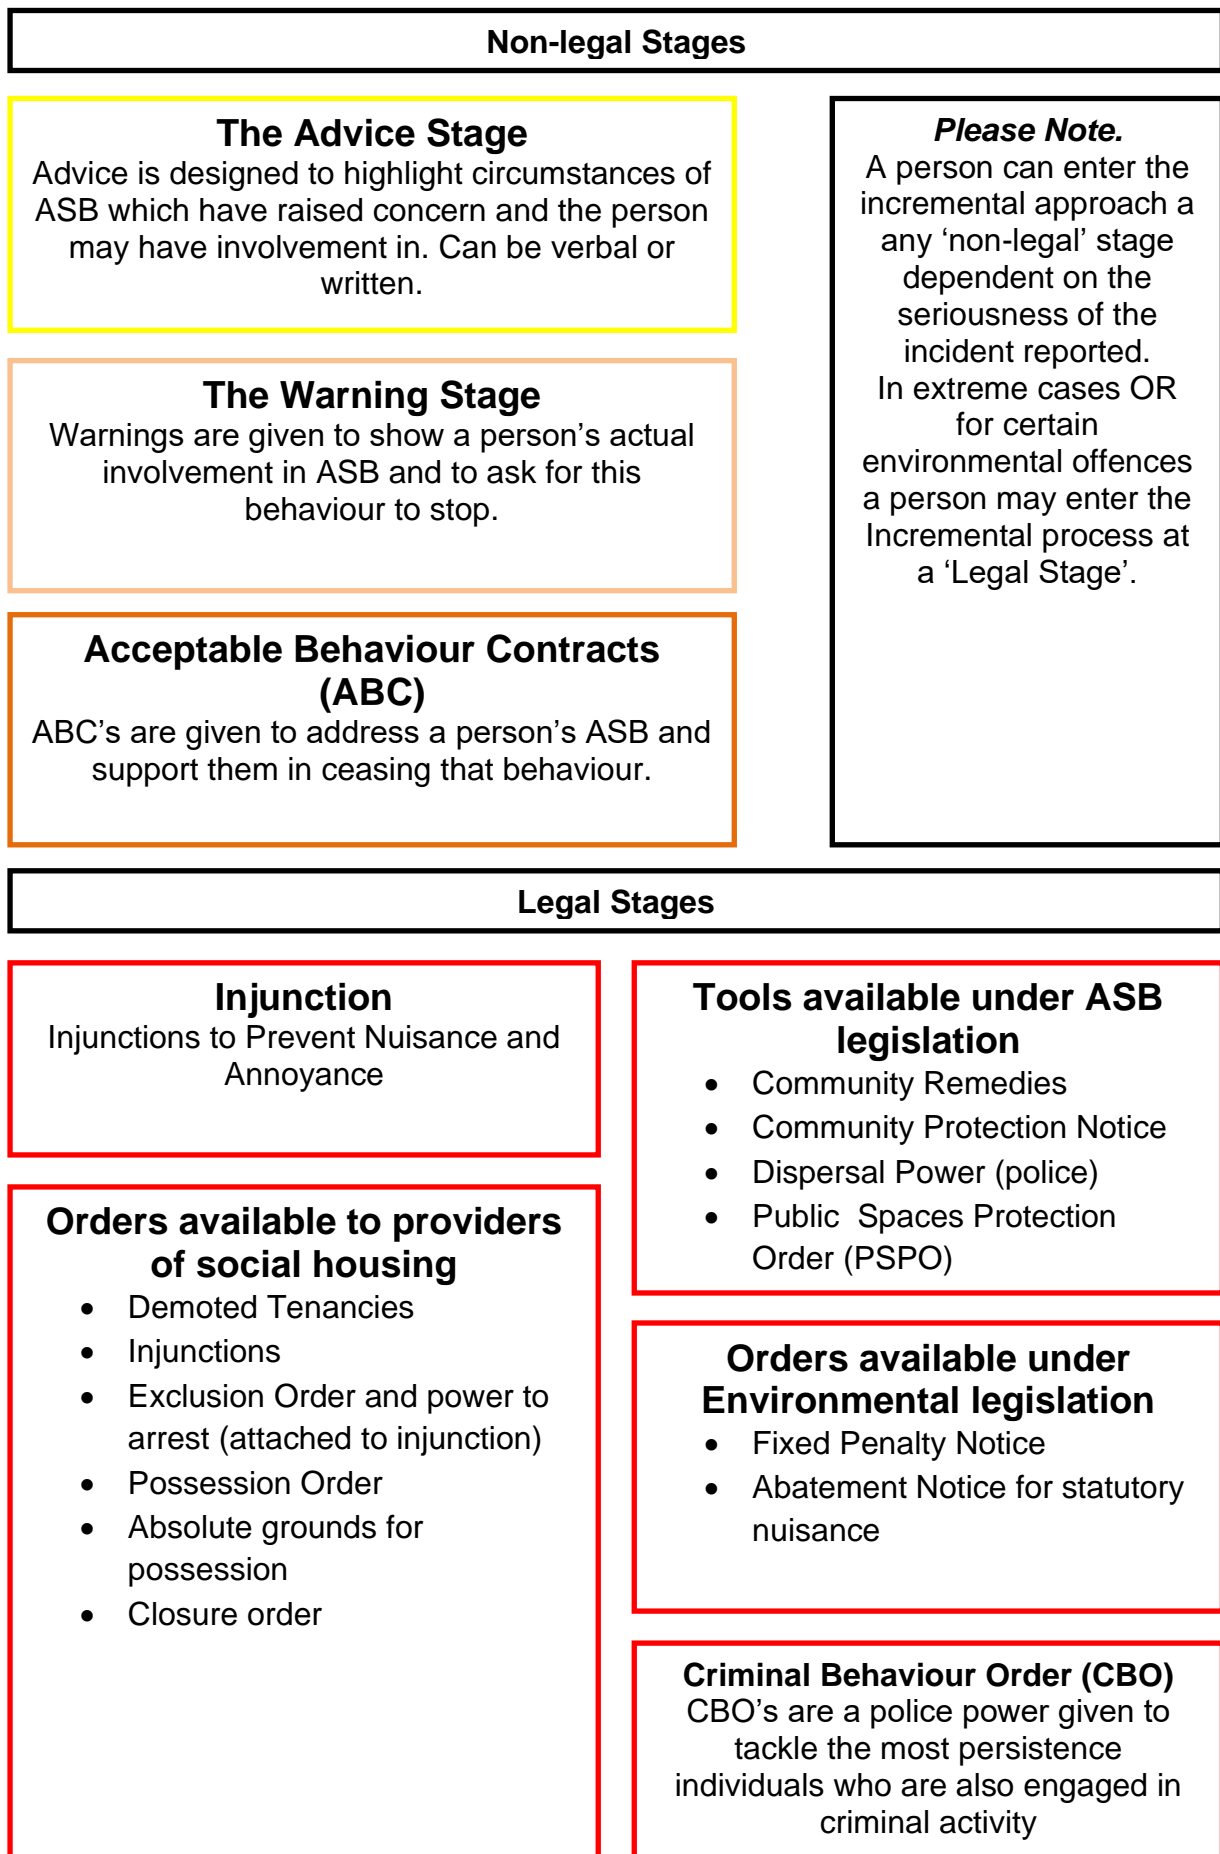 Non-legal Stages
The Advice Stage
Advice is designed to highlight circumstances of
ASB which have raised concern and the person
may have involvement in. Can be verbal or
written.
Please Note.
A person can enter the
incremental approach a
any ‘non-legal’ stage
dependent on the
seriousness of the
incident reported.
In extreme cases OR
for certain
environmental offences
a person may enter the
Incremental process at
a ‘Legal Stage’.
The Warning Stage
Warnings are given to show a person’s actual
involvement in ASB and to ask for this
behaviour to stop.
Acceptable Behaviour Contracts
(ABC)
ABC’s are given to address a person’s ASB and
support them in ceasing that behaviour.
Legal Stages
Injunction
Injunctions to Prevent Nuisance and
Annoyance
Orders available to providers
of social housing
• Demoted Tenancies
• Injunctions
• Exclusion Order and power to
arrest (attached to injunction)
• Possession Order
• Absolute grounds for
possession
• Closure order
Tools available under ASB
legislation
• Community Remedies
• Community Protection Notice
• Dispersal Power (police)
• Public  Spaces Protection
Order (PSPO)
Orders available under
Environmental legislation
• Fixed Penalty Notice
• Abatement Notice for statutory
nuisance
Criminal Behaviour Order (CBO)
CBO’s are a police power given to
tackle the most persistence
individuals who are also engaged in
criminal activity